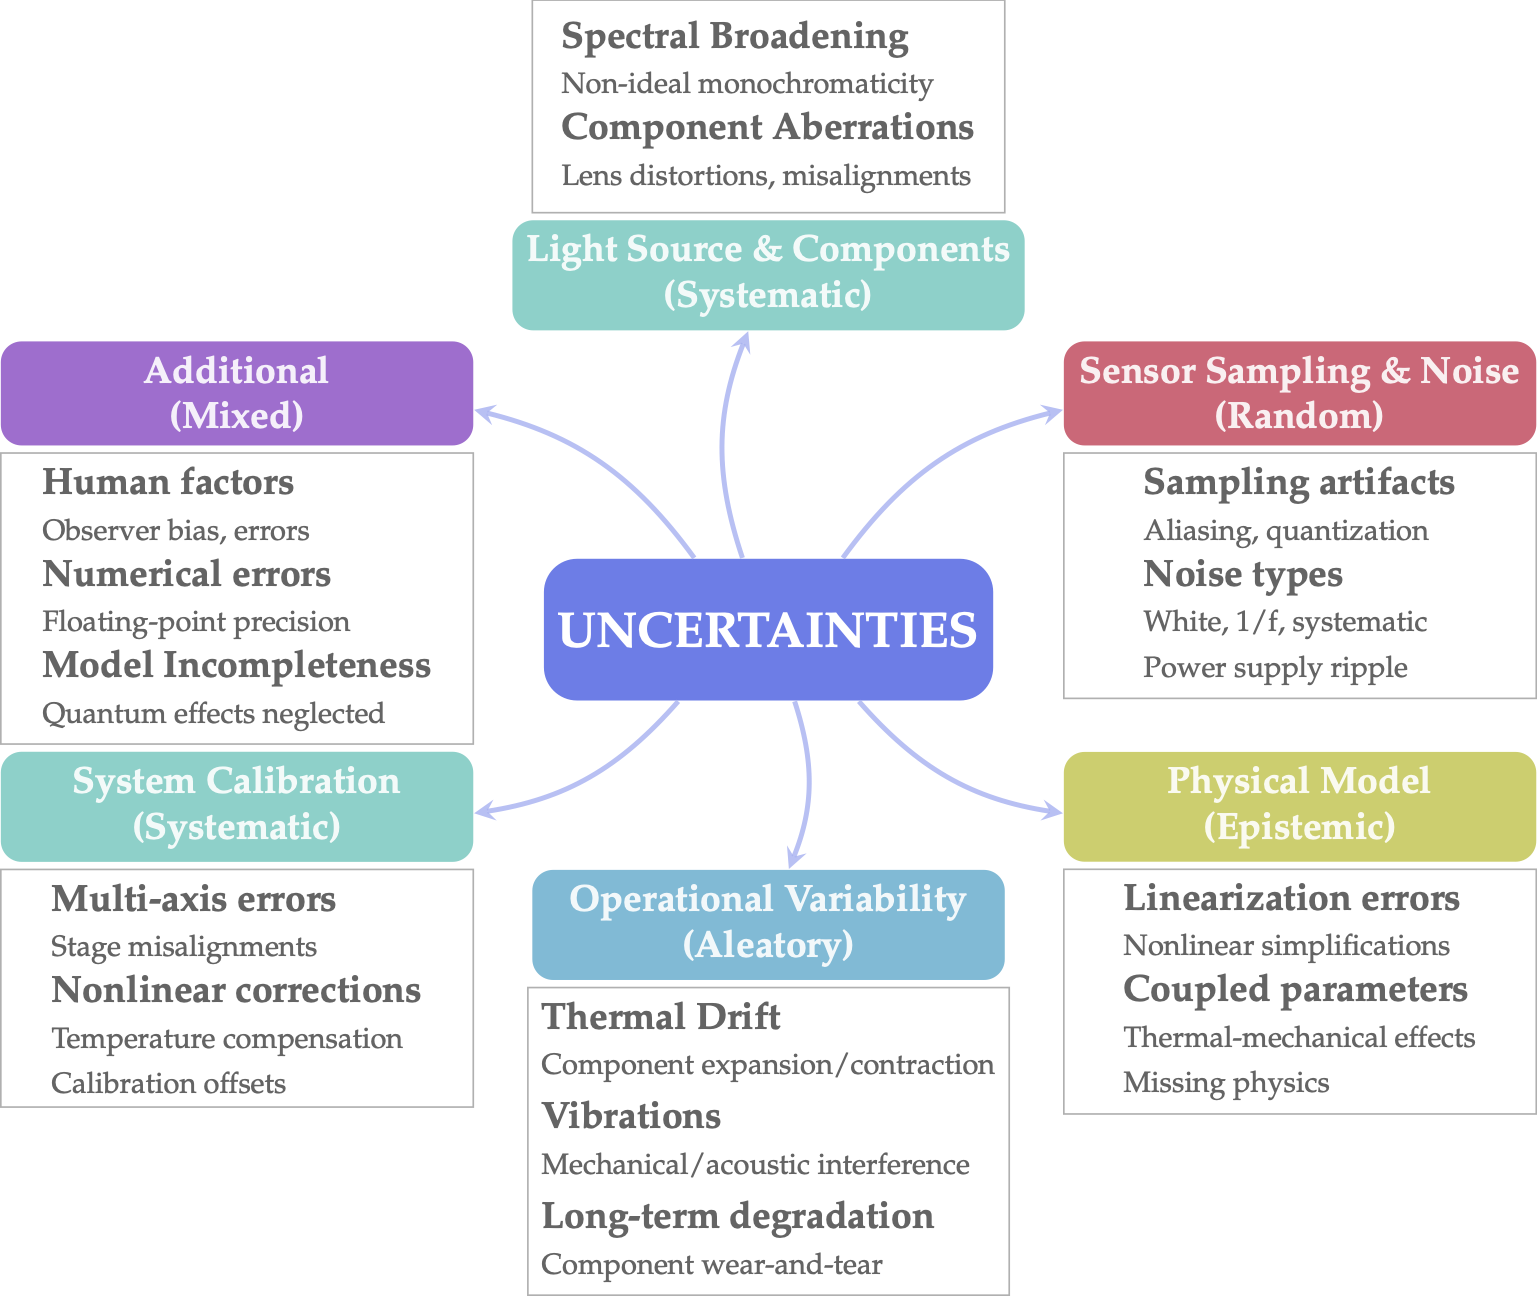 Spectral Broadening
Non-ideal monochromaticity
Component Aberrations
Lens distortions, misalignments
Light Source & Components
(Systematic)
Additional
(Mixed)
Human factors
Observer bias, errors
Numerical errors
Floating-point precision
Model Incompleteness
Quantum effects neglected
Sensor Sampling & Noise
(Random)
Sampling artifacts
Aliasing, quantization
Noise types
White, 1/f, systematic
Power supply ripple
UNCERTAINTIES
System Calibration
(Systematic)
Multi-axis errors
Stage misalignments
Nonlinear corrections
Temperature compensation
Calibration offsets
Operational Variability
(Aleatory)
Thermal Drift
Component expansion/contraction
Vibrations
Mechanical/acoustic interference
Long-term degradation
Component wear-and-tear
Physical Model
(Epistemic)
Linearization errors
Nonlinear simplifications
Coupled parameters
Thermal-mechanical effects
Missing physics